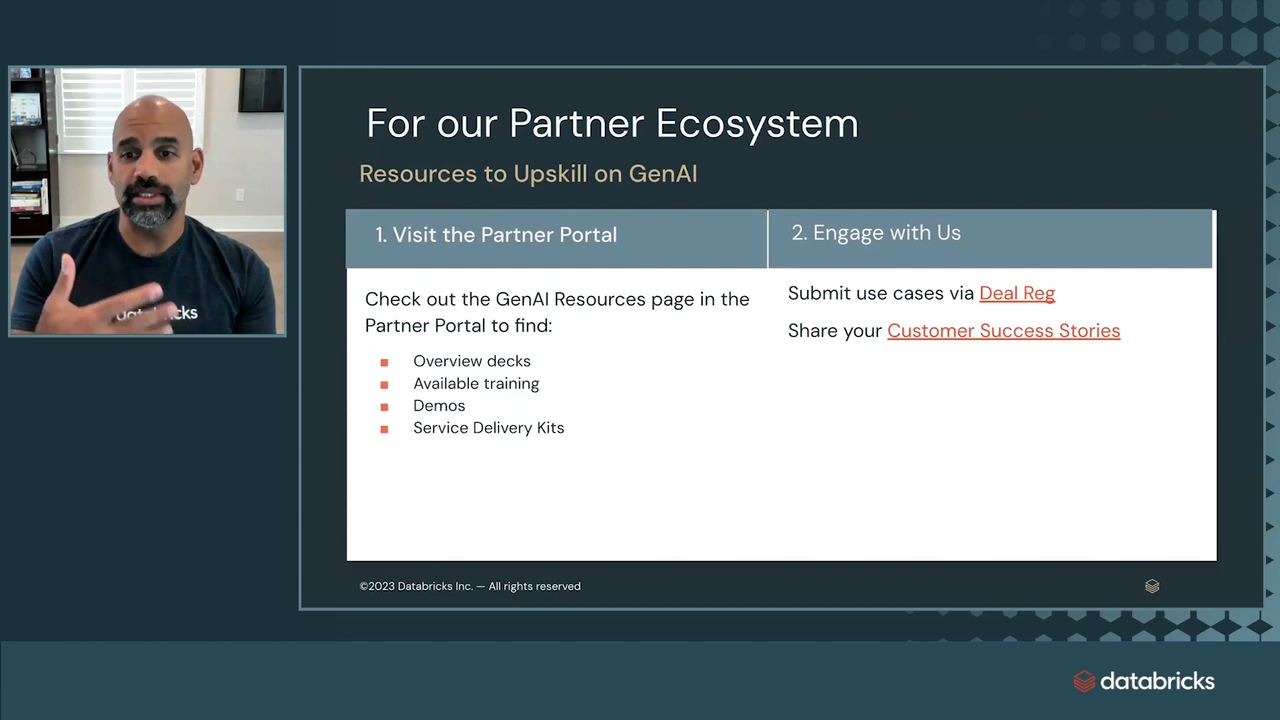 For our Partner Ecosystem
Resources to Upskill on GenAI
1. Visit the Partner Portal
2. Engage with Us
Check out the GenAI Resources page in the
Partner Portal to find:
Overview decks
Available training
Demos
Service Delivery Kits
Submit use cases via Deal Reg
Share your Customer Success Stories
©2023 Databricks Inc. — All rights reserved
databricks